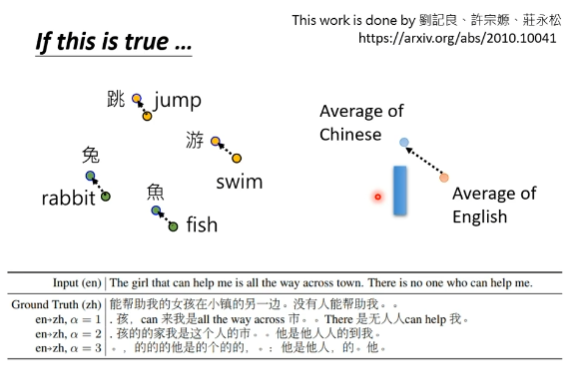 This work is done by 劉記良、許宗嫄、莊永松
https://arxiv.org/abs/2010.10041
If this is true …
跳 jump
游
swim
兔
rabbit
魚
fish
Average of
Chinese
Average of
English
Input (en) The girl that can help me is all the way across town. There is no one who can help me.
Ground Truth (zh) 能帮助我的女孩在小镇的另一边。没有人能帮助我。。
en→zh, α = 1 . 孩, can 来我是all the way across 市。。There 是无人人can help 我。
en→zh, α = 2 . 孩的的家我是这个人的市。。他是他人人的到我。
en→zh, α = 3 。, 的的的他是的个的的, 。: 他是他人, 的。他。